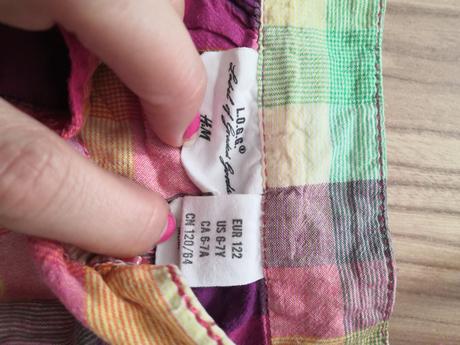 L.O.G.G.®
Label of Graded Goods
H&M
EUR 122
US 6-7Y
CA 6-7A
CN 120/64